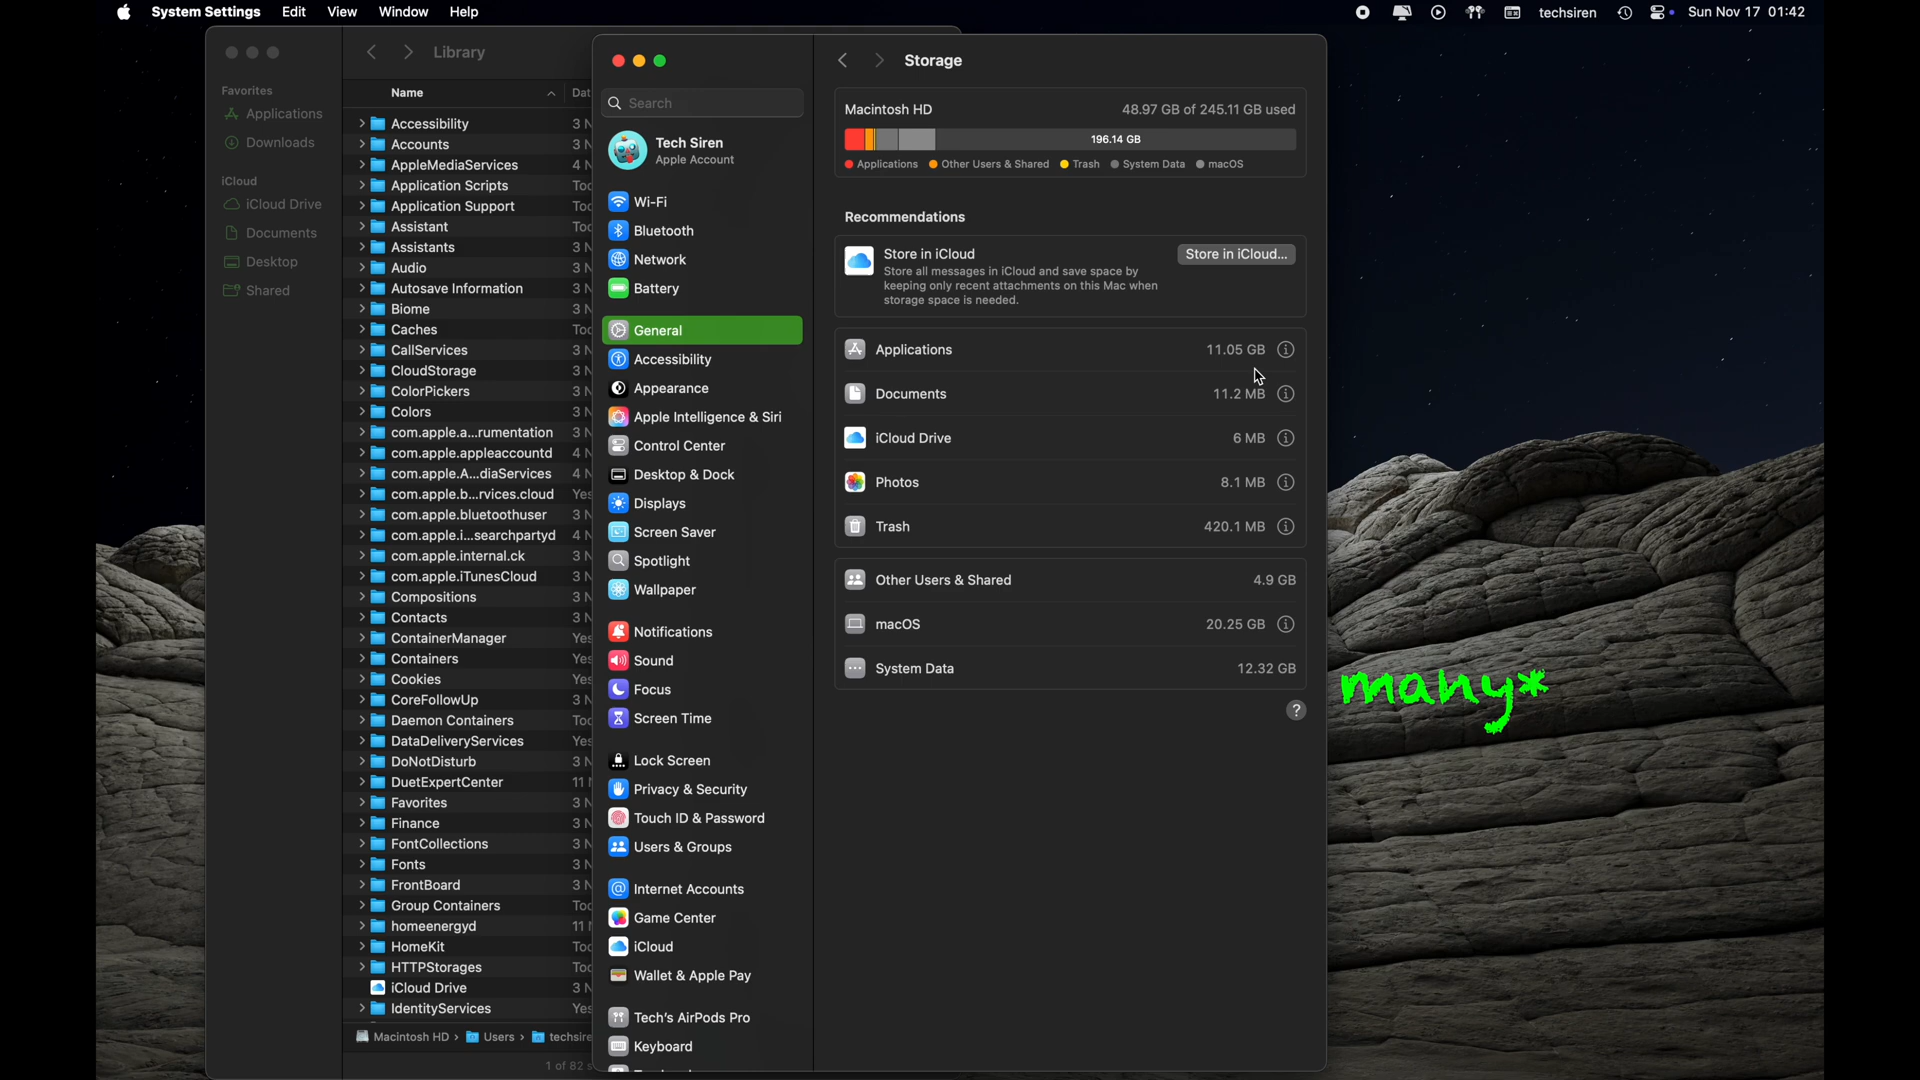 System Settings Edit View Window Help
techsiren Sun Nov 17 01:42
Library
Favorites
Applications
Downloads
iCloud
iCloud Drive
Documents
Desktop
Shared
Name
Accessibility
Accounts
AppleMediaServices
Application Scripts
Application Support
Assistant
Assistants
Audio
Autosave Information
Biome
Caches
CallServices
CloudStorage
ColorPickers
Colors
com.apple.a...rumentation
com.apple.appleaccountd
com.apple.A...diaServices
com.apple.b...rvices.cloud
com.apple.bluetoothuser
com.apple.i...searchpartyd
com.apple.internal.ck
com.apple.iTunesCloud
Compositions
Contacts
ContainerManager
Containers
Cookies
CoreFollowUp
Daemon Containers
DataDeliveryServices
DoNotDisturb
DuetExpertCenter
Favorites
Finance
FontCollections
Fonts
FrontBoard
Group Containers
homeenergyd
HomeKit
HTTPStorages
iCloud Drive
IdentityServices
Macintosh HD › Users › techsire
1 of 82 s
Search
Tech Siren
Apple Account
Wi-Fi
Bluetooth
Network
Battery
General
Accessibility
Appearance
Apple Intelligence & Siri
Control Center
Desktop & Dock
Displays
Screen Saver
Spotlight
Wallpaper
Notifications
Sound
Focus
Screen Time
Lock Screen
Privacy & Security
Touch ID & Password
Users & Groups
Internet Accounts
Game Center
iCloud
Wallet & Apple Pay
Tech's AirPods Pro
Keyboard
Storage
Macintosh HD 48.97 GB of 245.11 GB used
196.14 GB
Applications Other Users & Shared Trash System Data macOS
Recommendations
Store in iCloud Store in iCloud...
Store all messages in iCloud and save space by
keeping only recent attachments on this Mac when
storage space is needed.
Applications 11.05 GB
Documents 11.2 MB
iCloud Drive 6 MB
Photos 8.1 MB
Trash 420.1 MB
Other Users & Shared 4.9 GB
macOS 20.25 GB
System Data 12.32 GB
?
many*